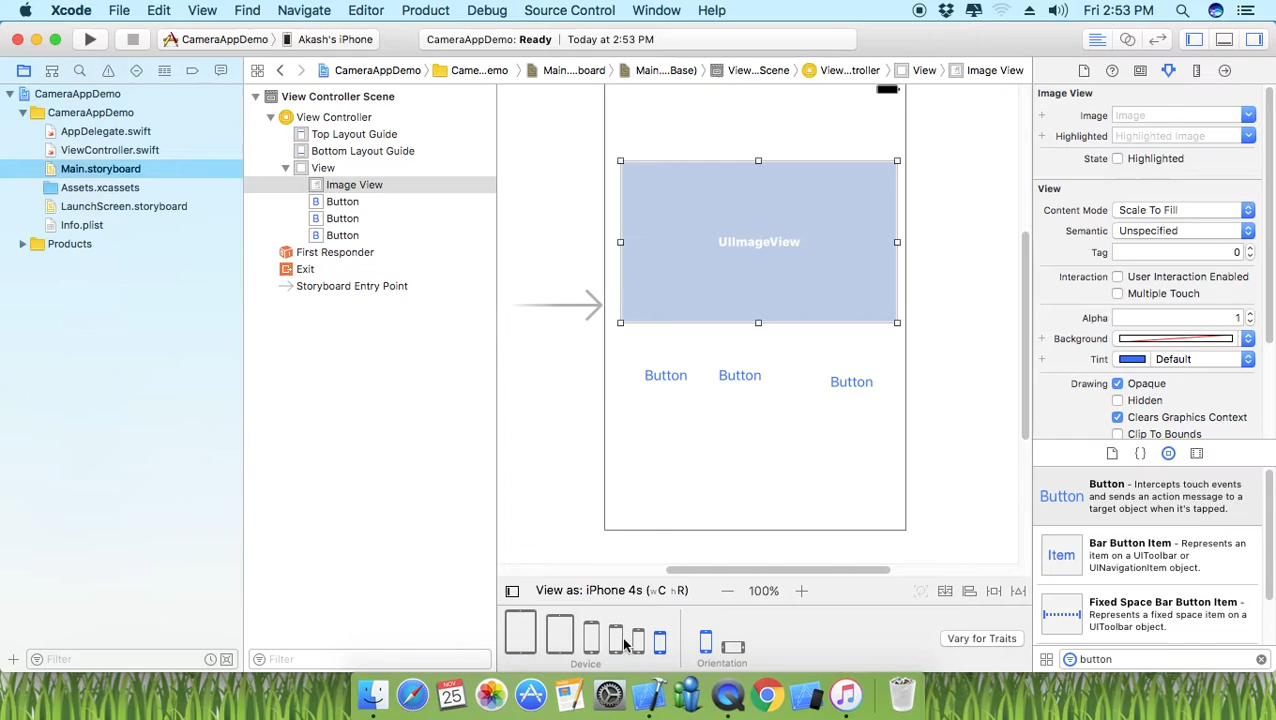 Xcode File Edit View Find Navigate Editor Product Debug Source Control Window Help Fri 2:53 PM
CameraAppDemo Akash's iPhone CameraAppDemo: Ready Today at 2:53 PM
CameraAppDemo Came...emo Main....board Main....Base) View...Scene View...troller View Image View
CameraAppDemo
CameraAppDemo
AppDelegate.swift
ViewController.swift
Main.storyboard
Assets.xcassets
LaunchScreen.storyboard
Info.plist
Products
Filter
View Controller Scene
View Controller
Top Layout Guide
Bottom Layout Guide
View
Image View
B Button
B Button
B Button
First Responder
Exit
Storyboard Entry Point
Filter
UIImageView
Button Button Button
View as: iPhone 4s (wC hR) 100%
Device Orientation
Vary for Traits
Image View
Image Image
Highlighted Highlighted Image
State Highlighted
View
Content Mode Scale To Fill
Semantic Unspecified
Tag 0
Interaction User Interaction Enabled
Multiple Touch
Alpha 1
Background
Tint Default
Drawing Opaque
Hidden
Clears Graphics Context
Clip To Bounds
Button Button - Intercepts touch events
and sends an action message to a
target object when it's tapped.
Item Bar Button Item - Represents an
item on a UIToolbar or
UINavigationItem object.
Fixed Space Bar Button Item -
Represents a fixed space item on a
UIToolbar object.
button
NOV
25